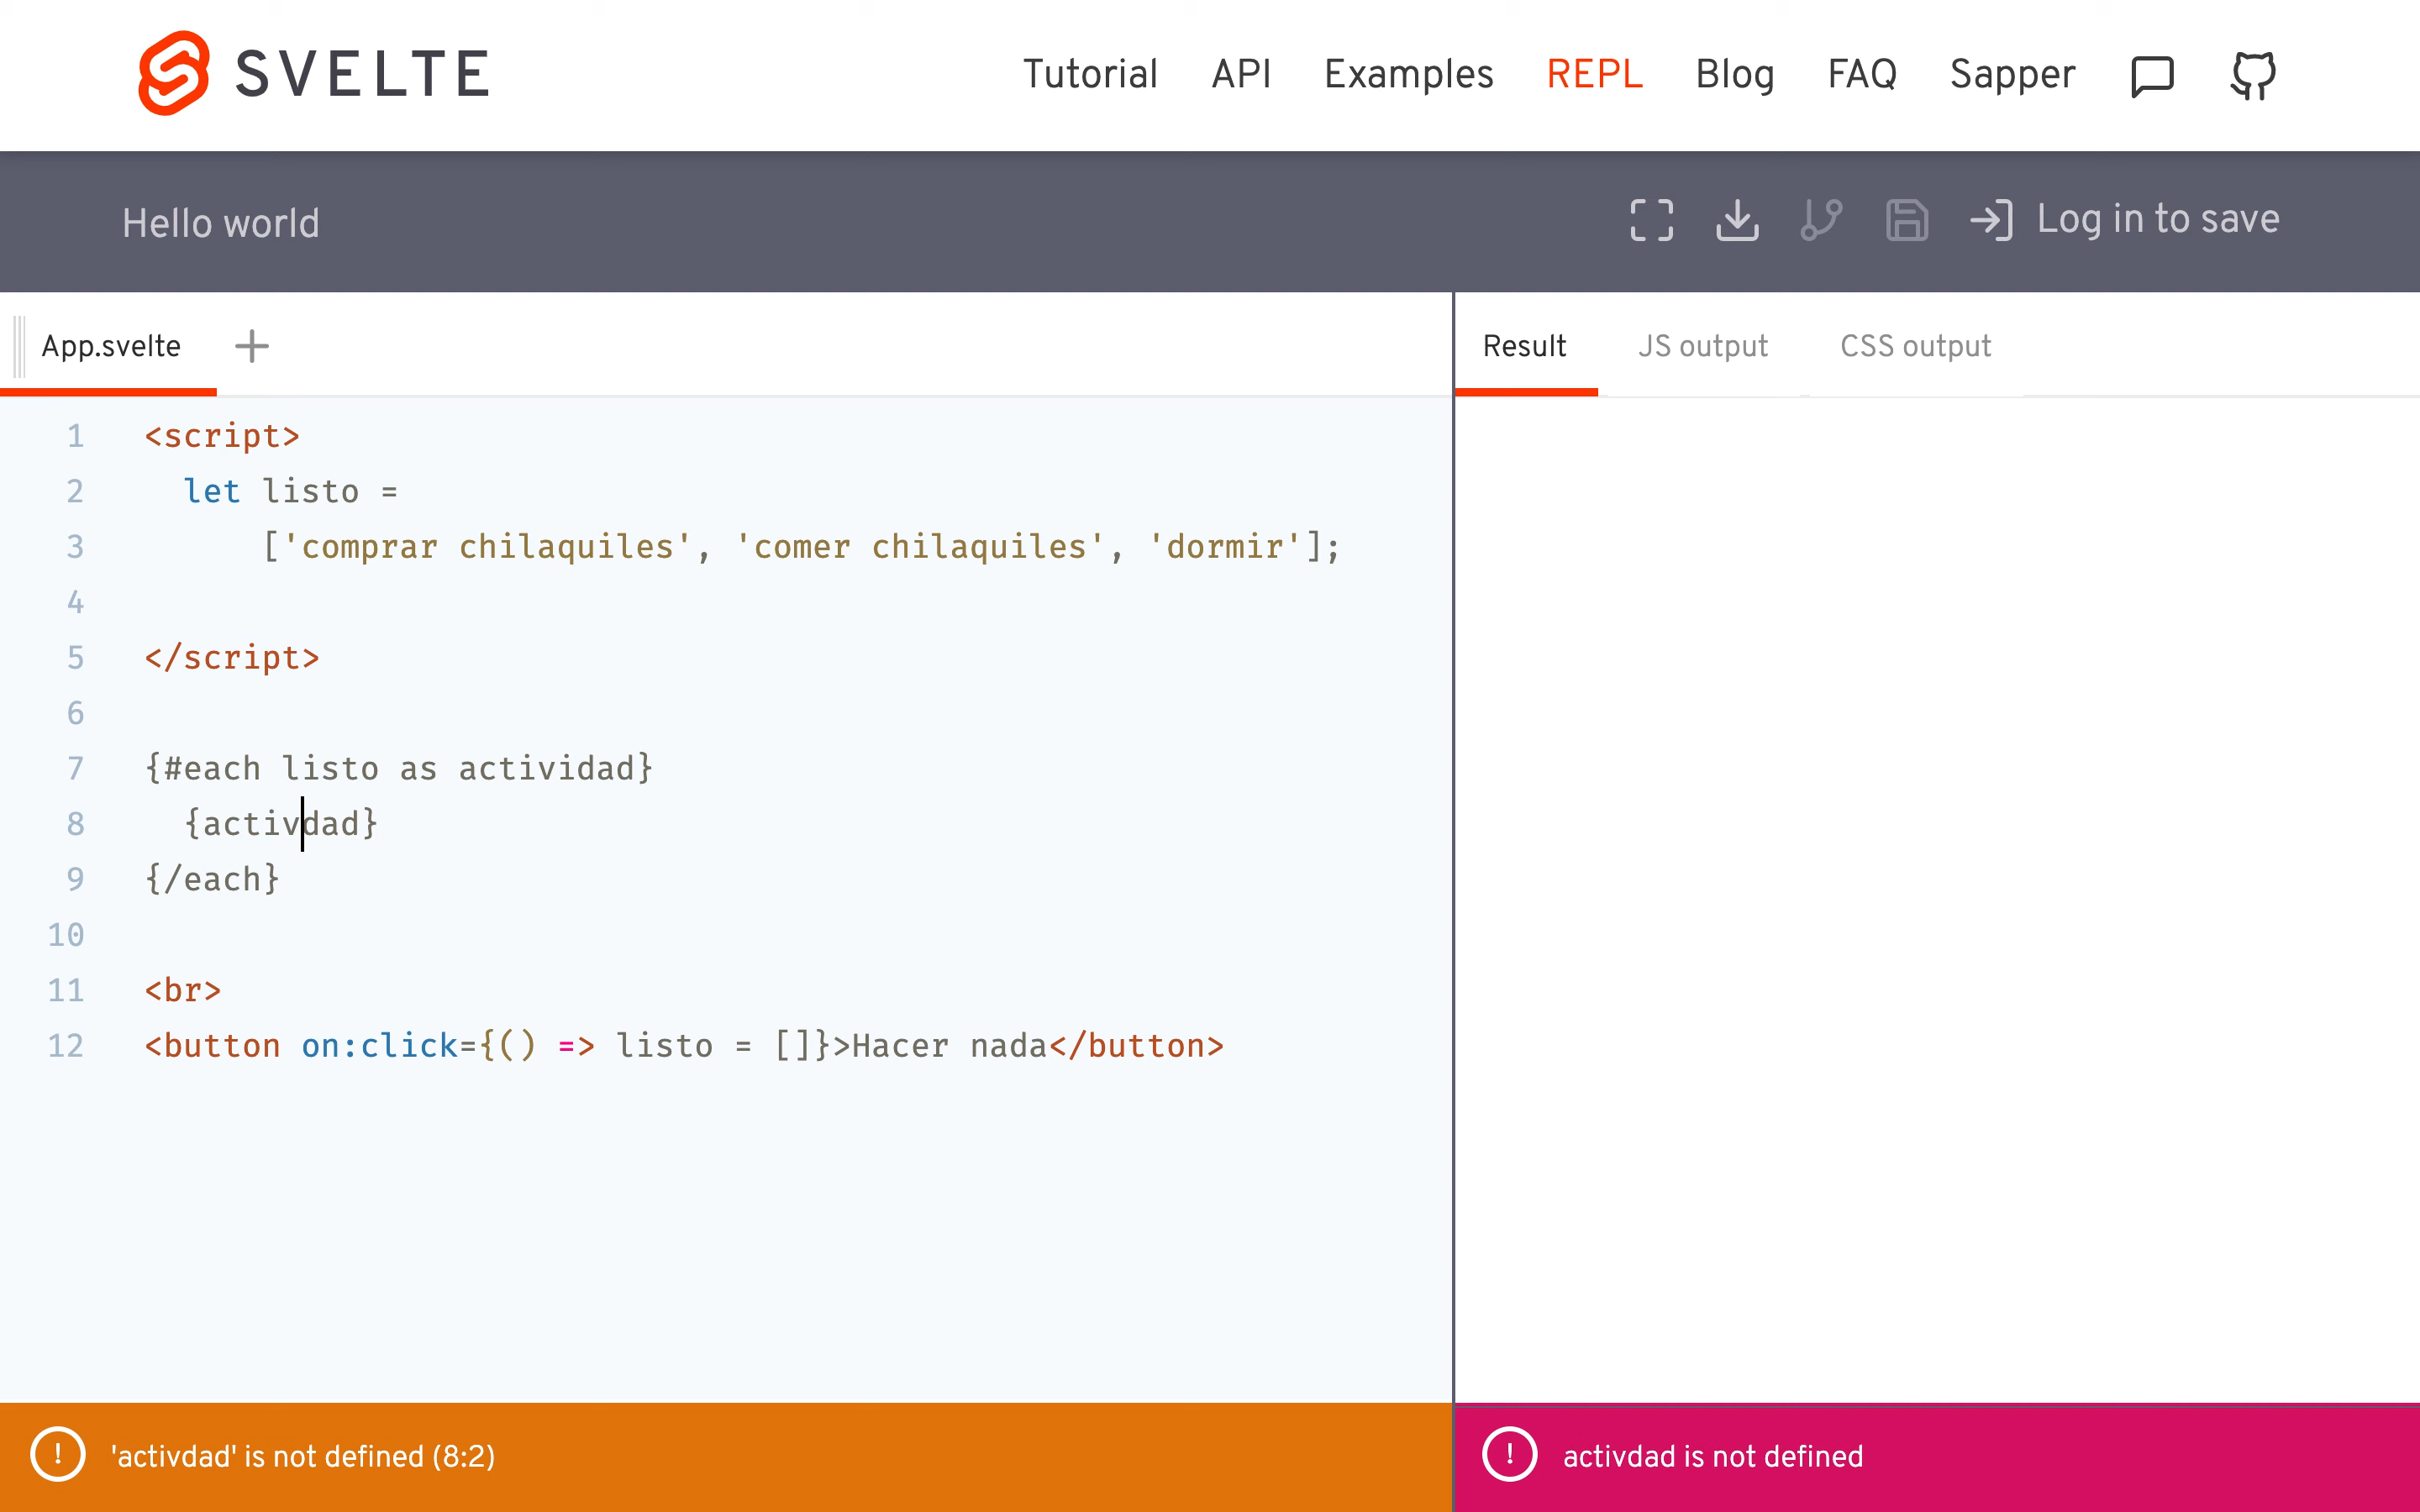 SVELTE
Tutorial API Examples REPL Blog FAQ Sapper
Hello world
Log in to save
App.svelte
Result JS output CSS output
1 <script>
2 let listo =
3 ['comprar chilaquiles', 'comer chilaquiles', 'dormir'];
4
5 </script>
6
7 {#each listo as actividad}
8 {activdad}
9 {/each}
10
11 <br>
12 <button on:click={() => listo = []}>Hacer nada</button>
'activdad' is not defined (8:2)
activdad is not defined